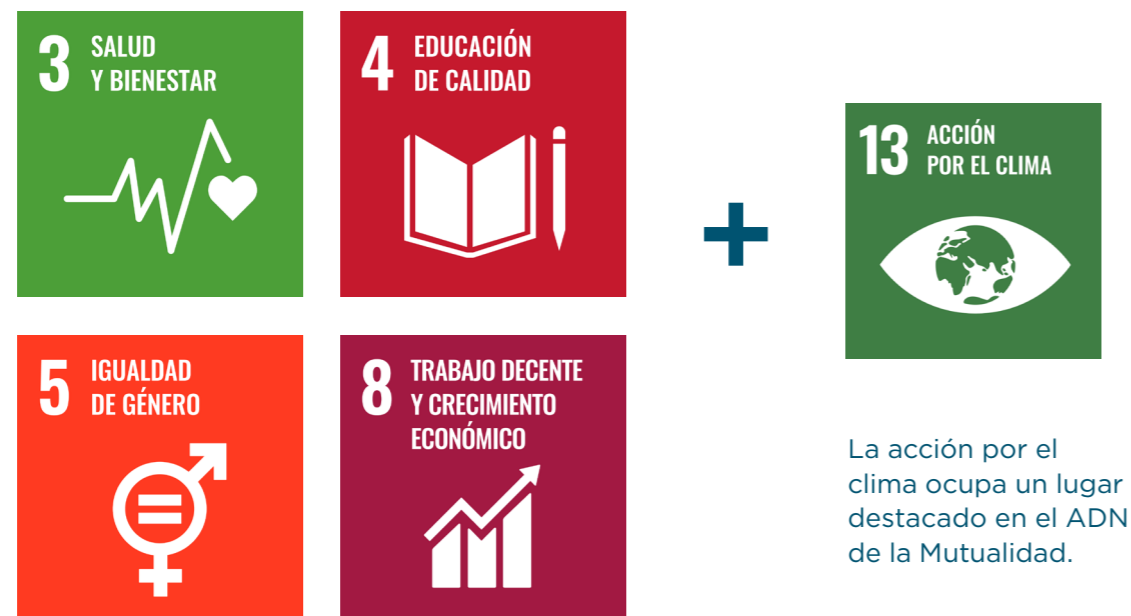 3 SALUD
Y BIENESTAR
4 EDUCACIÓN
DE CALIDAD
5 IGUALDAD
DE GÉNERO
8 TRABAJO DECENTE
Y CRECIMIENTO
ECONÓMICO
+
13 ACCIÓN
POR EL CLIMA
La acción por el
clima ocupa un lugar
destacado en el ADN
de la Mutualidad.